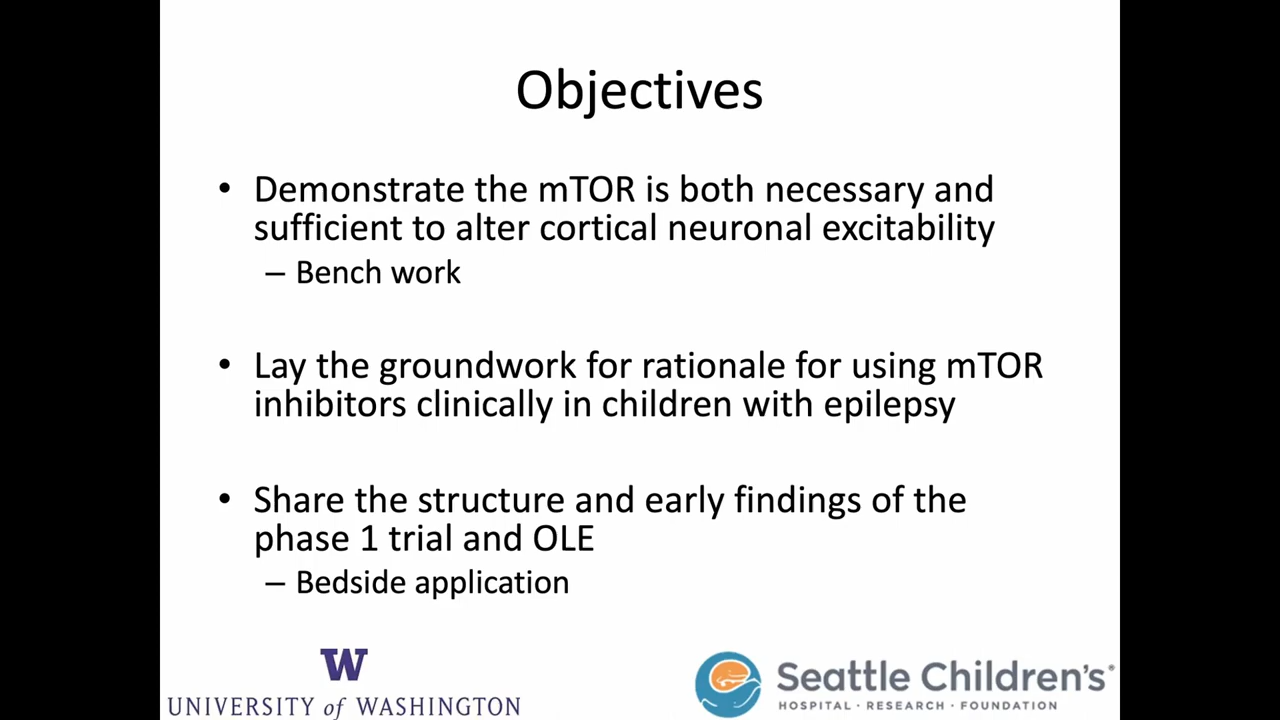 Objectives
• Demonstrate the mTOR is both necessary and
sufficient to alter cortical neuronal excitability
– Bench work
• Lay the groundwork for rationale for using mTOR
inhibitors clinically in children with epilepsy
• Share the structure and early findings of the
phase 1 trial and OLE
– Bedside application
W
UNIVERSITY of WASHINGTON
Seattle Children's®
HOSPITAL · RESEARCH · FOUNDATION